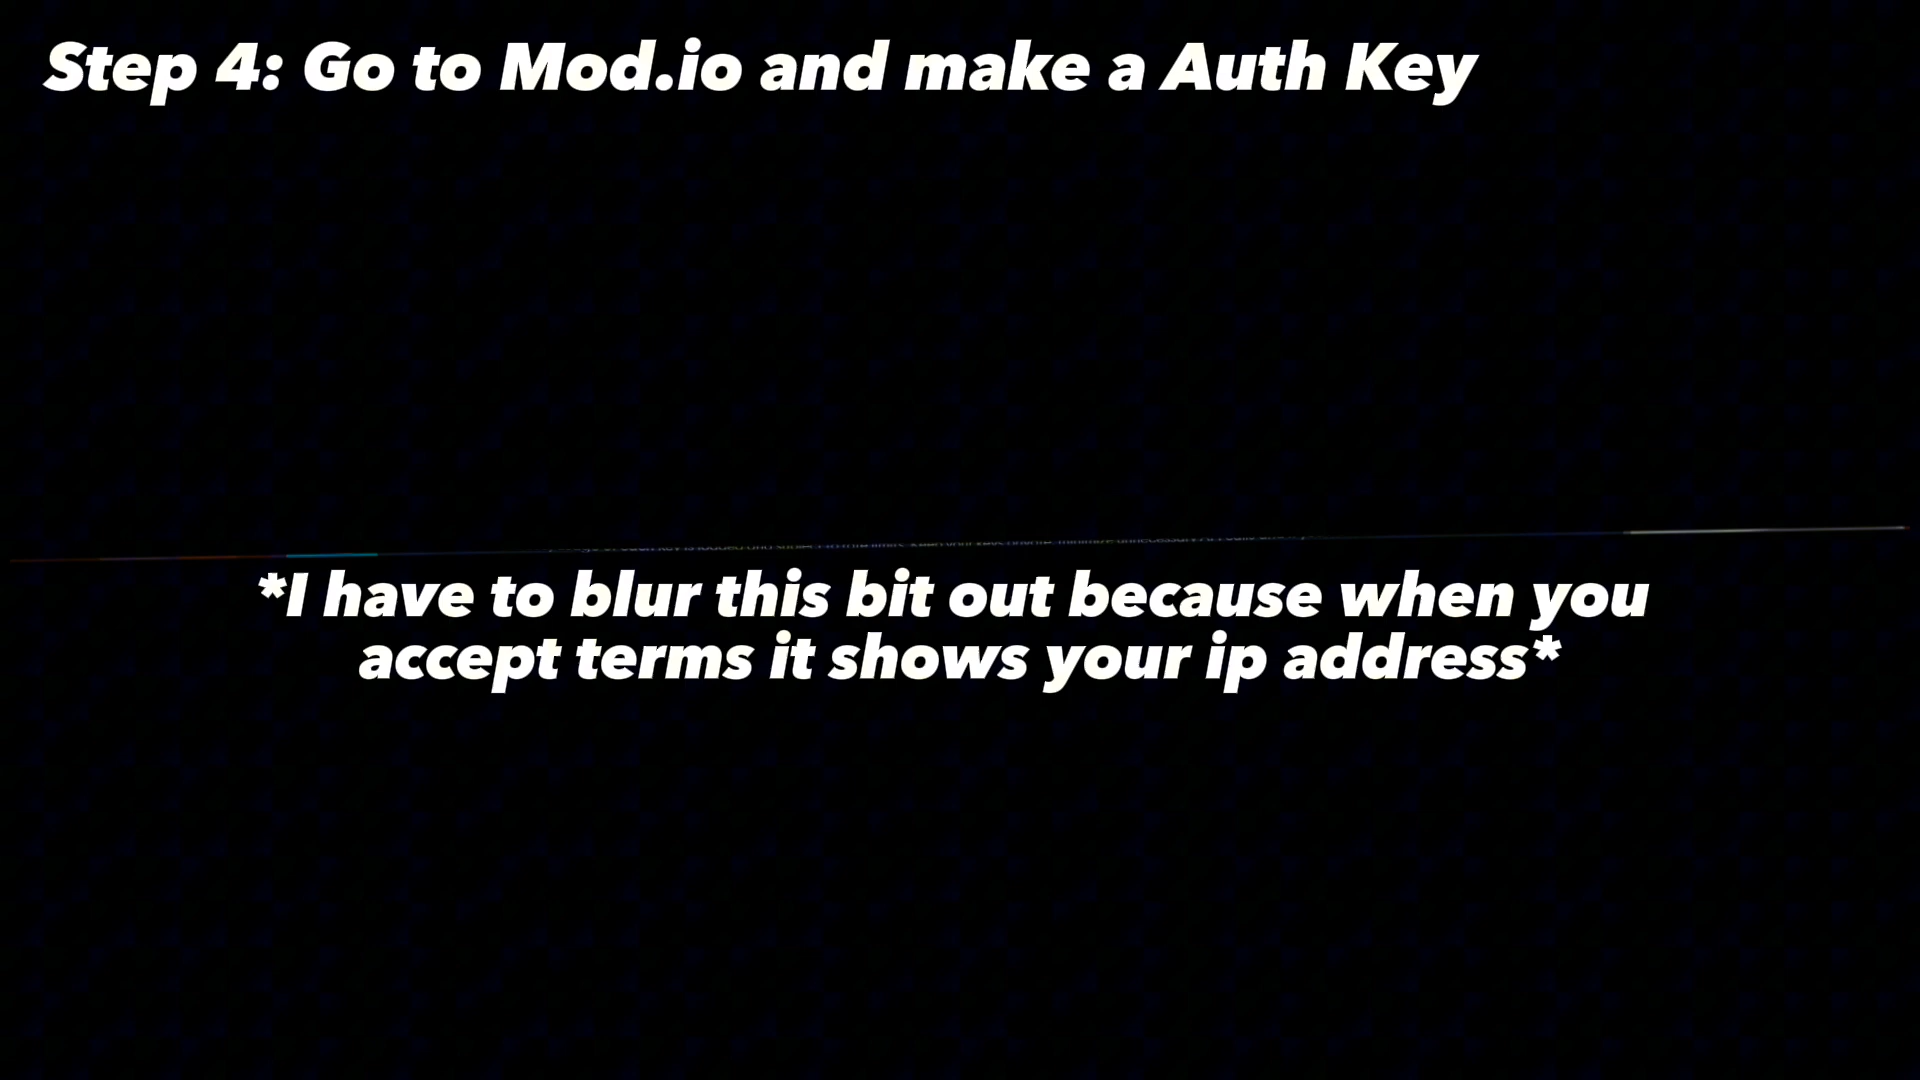 Step 4: Go to Mod.io and make a Auth Key
*I have to blur this bit out because when you
accept terms it shows your ip address*